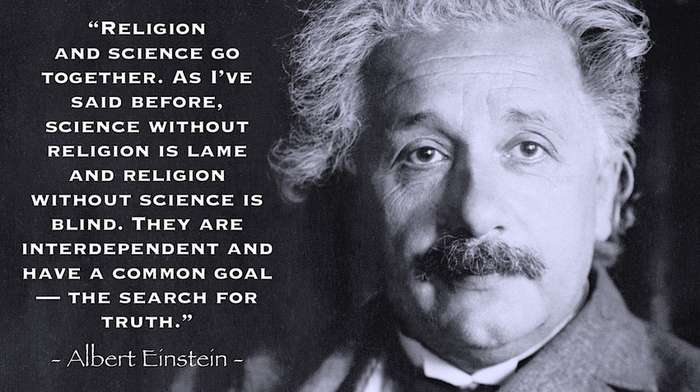 “Religion
and science go
together. As I’ve
said before,
science without
religion is lame
and religion
without science is
blind. They are
interdependent and
have a common goal
— the search for
truth.”
~ Albert Einstein ~